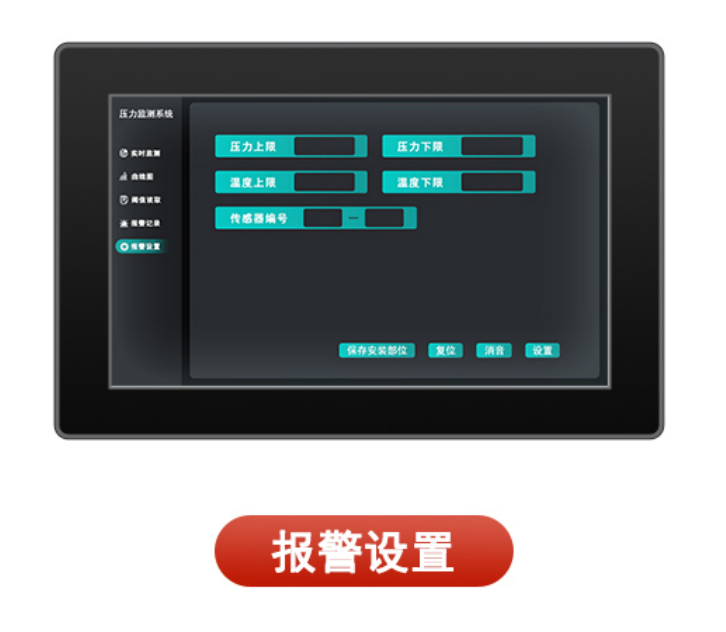 压力监测系统
实时监测
曲线图
阈值读取
报警记录
报警设置
压力上限
压力下限
温度上限
温度下限
传感器编号 —
保存安装部位 复位 消音 设置
报警设置